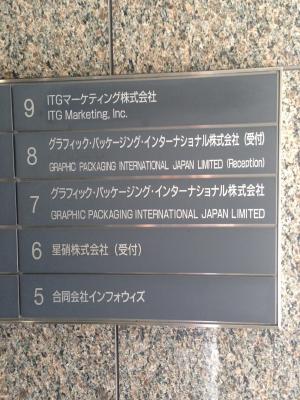 9 ITGマーケティング株式会社
ITG Marketing, Inc.
8 グラフィック・パッケージング・インターナショナル株式会社(受付)
GRAPHIC PACKAGING INTERNATIONAL JAPAN LIMITED (Reception)
7 グラフィック・パッケージング・インターナショナル株式会社
GRAPHIC PACKAGING INTERNATIONAL JAPAN LIMITED
6 星硝株式会社(受付)
5 合同会社インフォウィズ